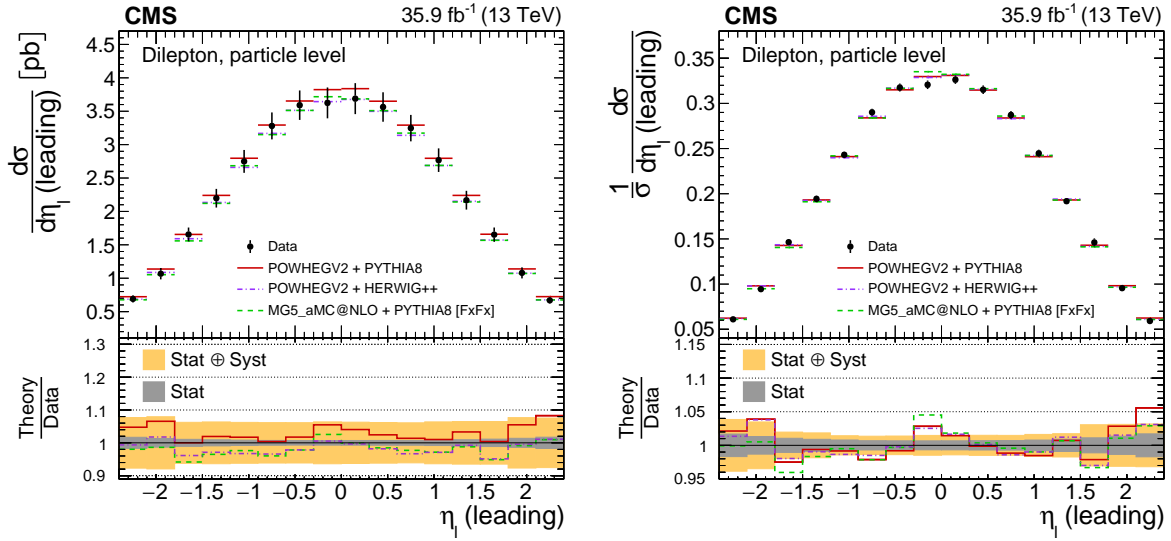 CMS
35.9 fb⁻¹ (13 TeV)
Dilepton, particle level
dσ
dηₗ (leading)
[pb]
4.5
4
3.5
3
2.5
2
1.5
1
0.5
Data
POWHEGV2 + PYTHIA8
POWHEGV2 + HERWIG++
MG5_aMC@NLO + PYTHIA8 [FxFx]
Theory
Data
1.3
1.2
1.1
1
0.9
Stat ⊕ Syst
Stat
−2 −1.5 −1 −0.5 0 0.5 1 1.5 2
ηₗ (leading)
CMS
35.9 fb⁻¹ (13 TeV)
Dilepton, particle level
1 dσ
σ dηₗ (leading)
0.35
0.3
0.25
0.2
0.15
0.1
0.05
Data
POWHEGV2 + PYTHIA8
POWHEGV2 + HERWIG++
MG5_aMC@NLO + PYTHIA8 [FxFx]
Theory
Data
1.15
1.1
1.05
1
0.95
Stat ⊕ Syst
Stat
−2 −1.5 −1 −0.5 0 0.5 1 1.5 2
ηₗ (leading)